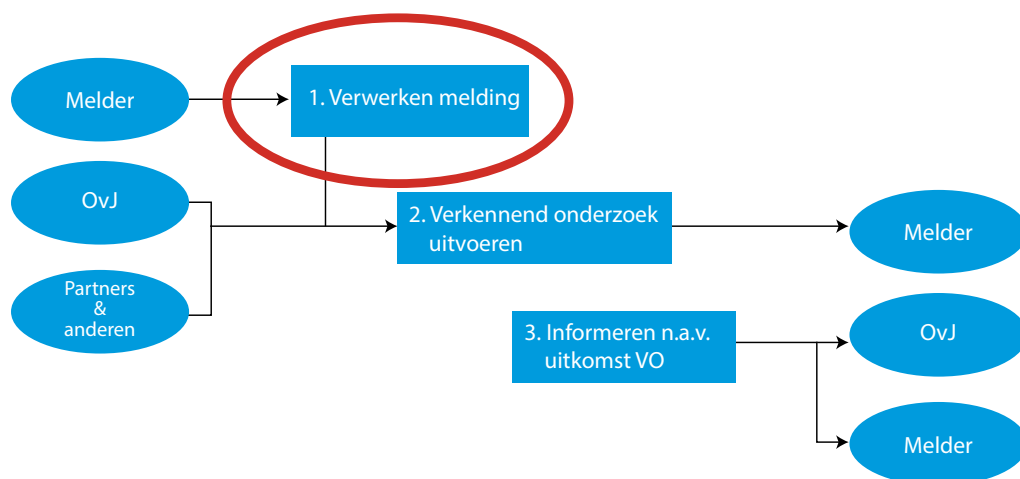 Melder
1. Verwerken melding
OvJ
2. Verkennend onderzoek
uitvoeren
Melder
Partners
&
anderen
3. Informeren n.a.v.
uitkomst VO
OvJ
Melder